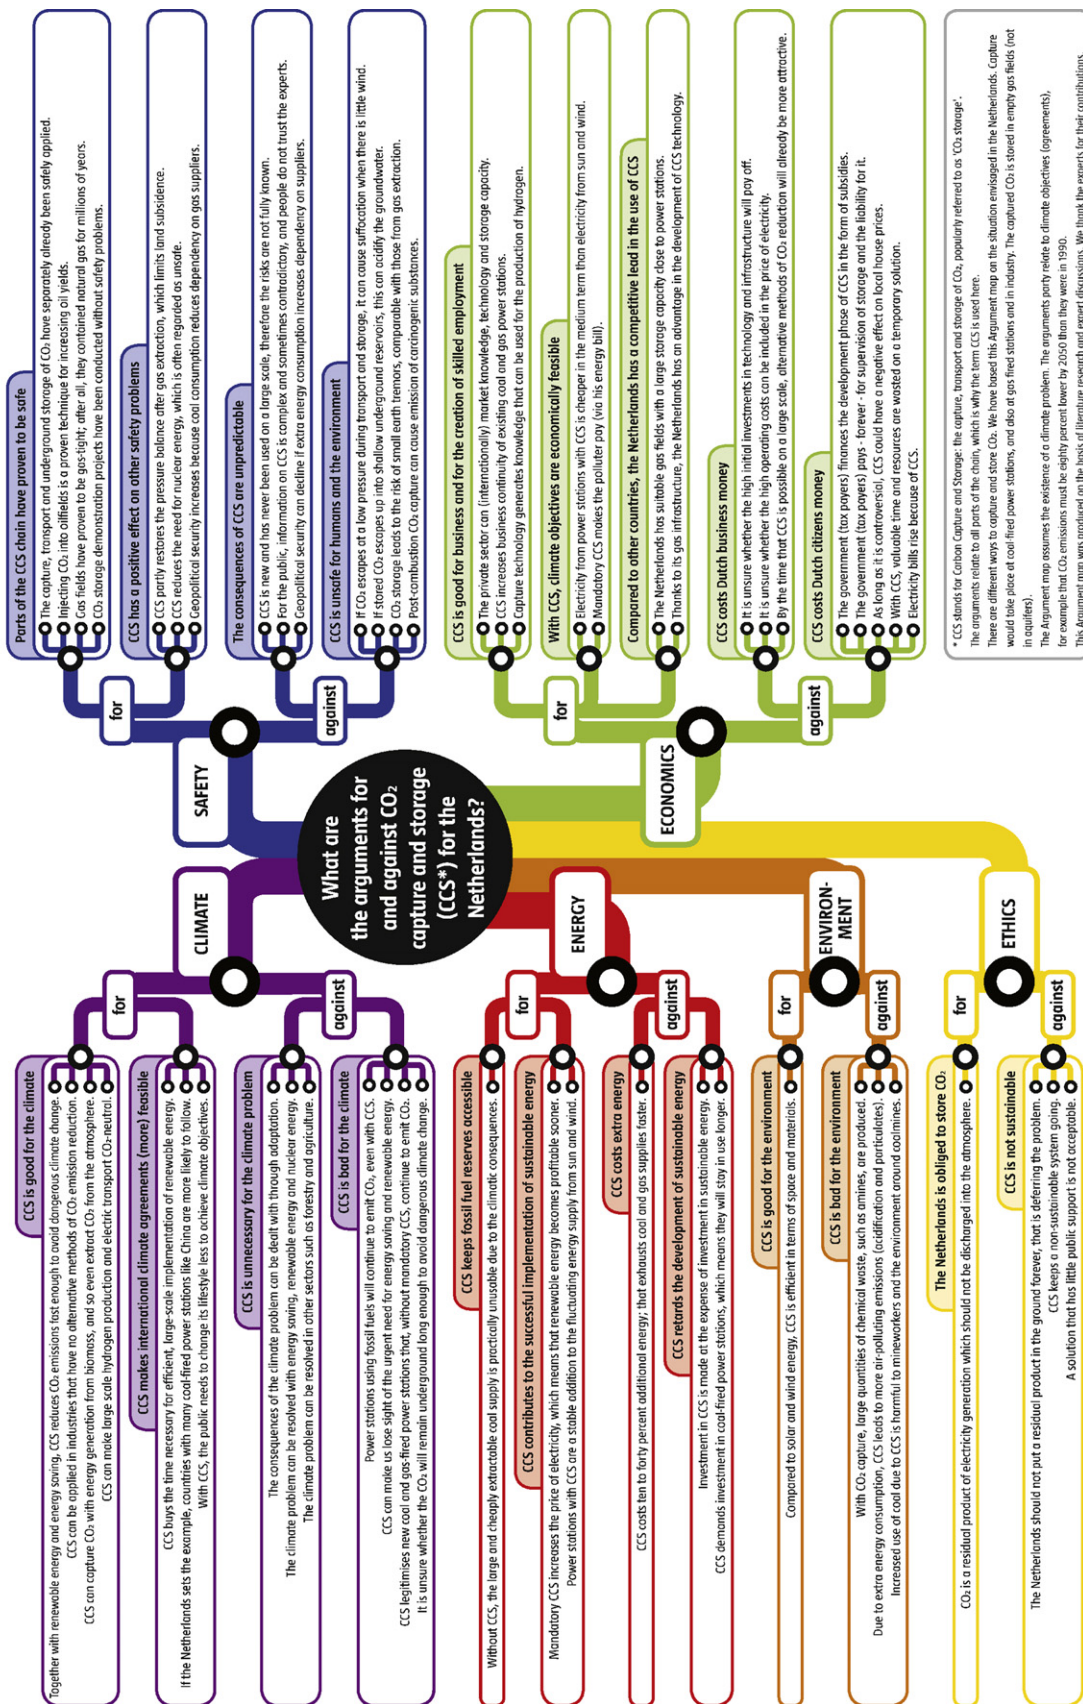 What are
the arguments for
and against CO₂
capture and storage
(CCS*) for the
Netherlands?
CLIMATE
for
CCS is good for the climate
Together with renewable energy and energy saving, CCS reduces CO₂ emissions fast enough to avoid dangerous climate change.
CCS can be applied in industries that have no alternative methods of CO₂ emission reduction.
CCS can capture CO₂ with energy generation from biomass, and so even extract CO₂ from the atmosphere.
CCS can make large scale hydrogen production and electric transport CO₂-neutral.
CCS makes international climate agreements (more) feasible
CCS buys the time necessary for efficient, large-scale implementation of renewable energy.
If the Netherlands sets the example, countries with many coal-fired power stations like China are more likely to follow.
With CCS, the public needs to change its lifestyle less to achieve climate objectives.
against
CCS is unnecessary for the climate problem
The consequences of the climate problem can be dealt with through adaptation.
The climate problem can be resolved with energy saving, renewable energy and nuclear energy.
The climate problem can be resolved in other sectors such as forestry and agriculture.
CCS is bad for the climate
Power stations using fossil fuels will continue to emit CO₂, even with CCS.
CCS can make us lose sight of the urgent need for energy saving and renewable energy.
CCS legitimises new coal and gas-fired power stations that, without mandatory CCS, continue to emit CO₂.
It is unsure whether the CO₂ will remain underground long enough to avoid dangerous climate change.
ENERGY
for
CCS keeps fossil fuel reserves accessible
Without CCS, the large and cheaply extractable coal supply is practically unusable due to the climatic consequences.
CCS contributes to the successful implementation of sustainable energy
Mandatory CCS increases the price of electricity, which means that renewable energy becomes profitable sooner.
Power stations with CCS are a stable addition to the fluctuating energy supply from sun and wind.
against
CCS costs extra energy
CCS costs ten to forty percent additional energy; that exhausts coal and gas supplies faster.
CCS retards the development of sustainable energy
Investment in CCS is made at the expense of investment in sustainable energy.
CCS demands investment in coal-fired power stations, which means they will stay in use longer.
ENVIRON-
MENT
for
CCS is good for the environment
Compared to solar and wind energy, CCS is efficient in terms of space and materials.
against
CCS is bad for the environment
With CO₂ capture, large quantities of chemical waste, such as amines, are produced.
Due to extra energy consumption, CCS leads to more air-polluting emissions (acidification and particulates).
Increased use of coal due to CCS is harmful to mineworkers and the environment around coalmines.
ETHICS
for
The Netherlands is obliged to store CO₂
CO₂ is a residual product of electricity generation which should not be discharged into the atmosphere.
against
CCS is not sustainable
The Netherlands should not put a residual product in the ground forever, that is deferring the problem.
CCS keeps a non-sustainable system going.
A solution that has little public support is not acceptable.
SAFETY
for
Parts of the CCS chain have proven to be safe
The capture, transport and underground storage of CO₂ have separately already been safely applied.
Injecting CO₂ into oilfields is a proven technique for increasing oil yields.
Gas fields have proven to be gas-tight, after all, they contained natural gas for millions of years.
CO₂ storage demonstration projects have been conducted without safety problems.
CCS has a positive effect on other safety problems
CCS partly restores the pressure balance after gas extraction, which limits land subsidence.
CCS reduces the need for nuclear energy, which is often regarded as unsafe.
Geopolitical security increases because coal consumption reduces dependency on gas suppliers.
against
The consequences of CCS are unpredictable
CCS is new and has never been used on a large scale, therefore the risks are not fully known.
For the public, information on CCS is complex and sometimes contradictory, and people do not trust the experts.
Geopolitical security can decline if extra energy consumption increases dependency on suppliers.
CCS is unsafe for humans and the environment
If CO₂ escapes at a low pressure during transport and storage, it can cause suffocation when there is little wind.
If stored CO₂ escapes up into shallow underground reservoirs, this can acidify the groundwater.
CO₂ storage leads to the risk of small earth tremors, comparable with those from gas extraction.
Post-combustion CO₂ capture can cause emission of carcinogenic substances.
ECONOMICS
for
CCS is good for business and for the creation of skilled employment
The private sector can (internationally) market knowledge, technology and storage capacity.
CCS increases business continuity of existing coal and gas power stations.
Capture technology generates knowledge that can be used for the production of hydrogen.
With CCS, climate objectives are economically feasible
Electricity from power stations with CCS is cheaper in the medium term than electricity from sun and wind.
Mandatory CCS makes the polluter pay (via his energy bill).
Compared to other countries, the Netherlands has a competitive lead in the use of CCS
The Netherlands has suitable gas fields with a large storage capacity close to power stations.
Thanks to its gas infrastructure, the Netherlands has an advantage in the development of CCS technology.
against
CCS costs Dutch business money
It is unsure whether the high initial investments in technology and infrastructure will pay off.
It is unsure whether the high operating costs can be included in the price of electricity.
By the time that CCS is possible on a large scale, alternative methods of CO₂ reduction will already be more attractive.
CCS costs Dutch citizens money
The government (tax payers) finances the development phase of CCS in the form of subsidies.
The government (tax payers) pays - forever - for supervision of storage and the liability for it.
As long as it is controversial, CCS could have a negative effect on local house prices.
With CCS, valuable time and resources are wasted on a temporary solution.
Electricity bills rise because of CCS.
* CCS stands for Carbon Capture and Storage: the capture, transport and storage of CO₂, popularly referred to as 'CO₂ storage'.
The arguments relate to all parts of the chain, which is why the term CCS is used here.
There are different ways to capture and store CO₂. We have based this Argument map on the situation envisaged in the Netherlands. Capture
would take place at coal-fired power stations, and also at gas fired stations and in industry. The captured CO₂ is stored in empty gas fields (not
in aquifers).
The Argument map assumes the existence of a climate problem. The arguments party relate to climate objectives (agreements),
for example that CO₂ emissions must be eighty percent lower by 2050 than they were in 1990.
This Argument map was produced on the basis of literature research and expert discussions. We thank the experts for their contributions